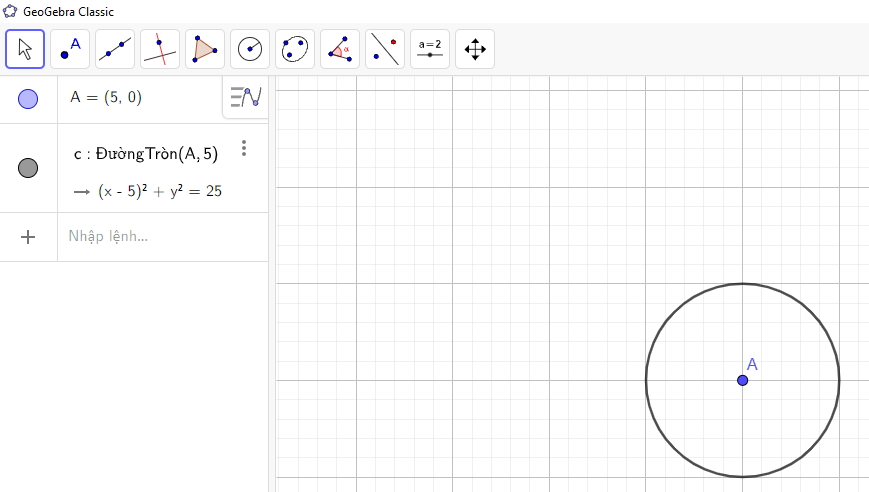 GeoGebra Classic
A
α
a=2
A = (5, 0)
c : ĐườngTròn(A, 5)
→ (x - 5)² + y² = 25
+ Nhập lệnh...
A